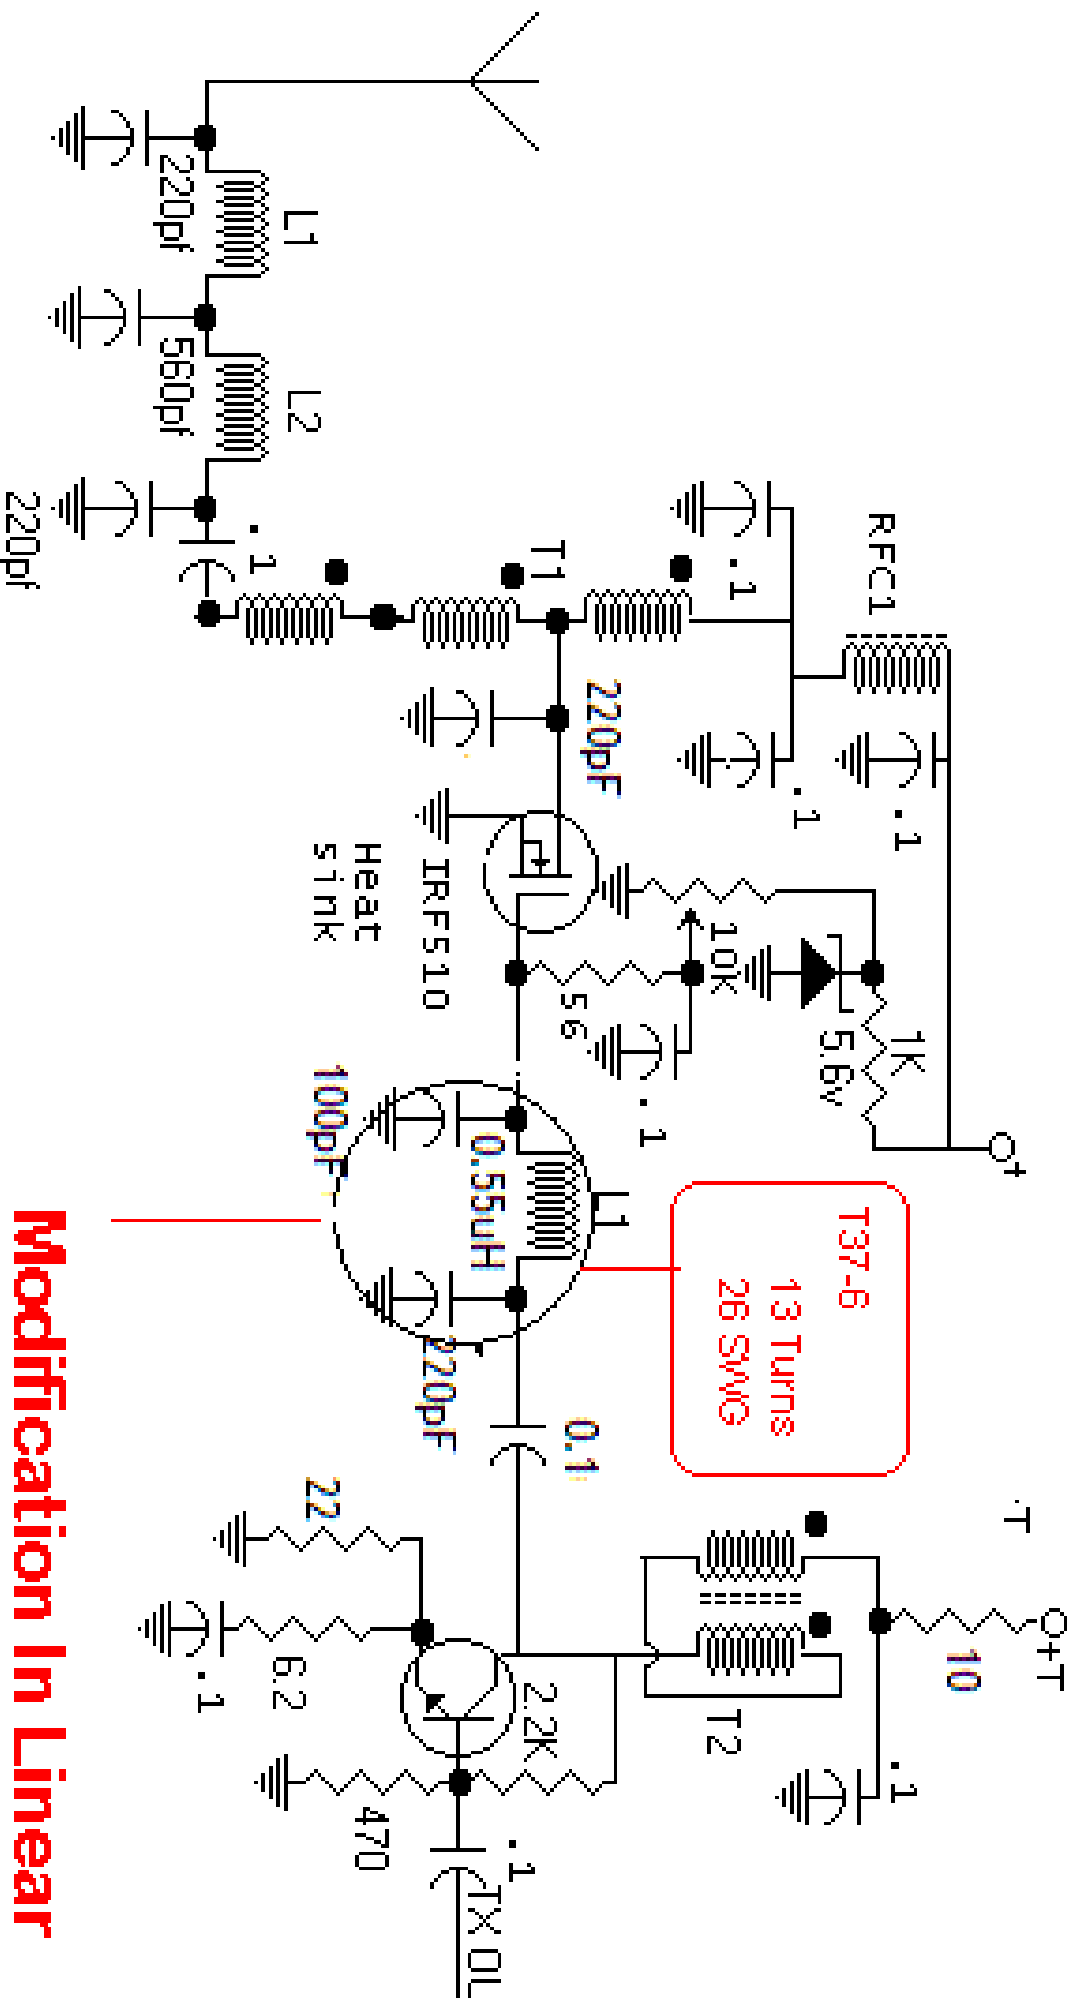 L1
220pf
L2
560pf
220pf
.1
T1
.1
RFC1
220pF
.1
.1
IRF510
Heat
sink
10K
56
5.6v
1K
+
.1
100pF
0.55uH
L1
220pF
0.1
T37-6
13 Turns
26 SWG
22
6.2
.1
2.2K
470
T2
10
T
+T
.1
.1
TX OL
Modification In Linear